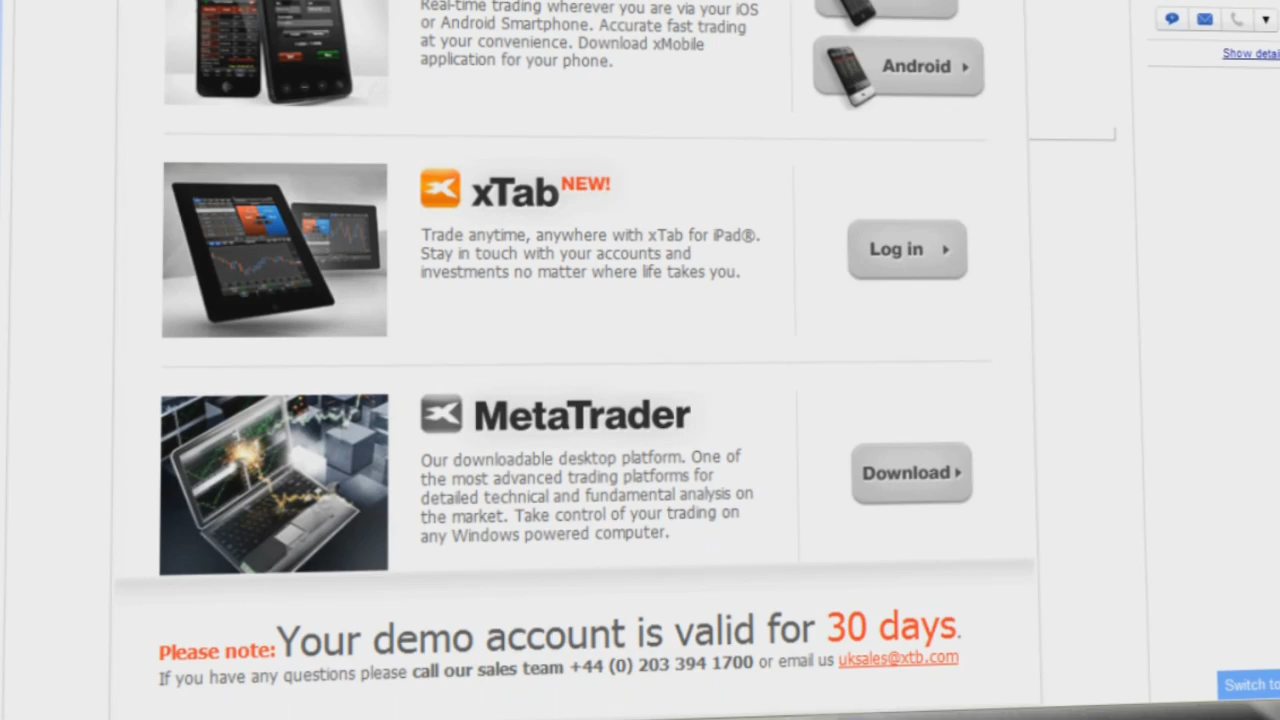 Real-time trading wherever you are via your iOS
or Android Smartphone. Accurate fast trading
at your convenience. Download xMobile
application for your phone.
Android
Show detai
xTab NEW!
Trade anytime, anywhere with xTab for iPad®.
Stay in touch with your accounts and
investments no matter where life takes you.
Log in
MetaTrader
Our downloadable desktop platform. One of
the most advanced trading platforms for
detailed technical and fundamental analysis on
the market. Take control of your trading on
any Windows powered computer.
Download
Please note: Your demo account is valid for 30 days.
If you have any questions please call our sales team +44 (0) 203 394 1700 or email us uksales@xtb.com
Switch to